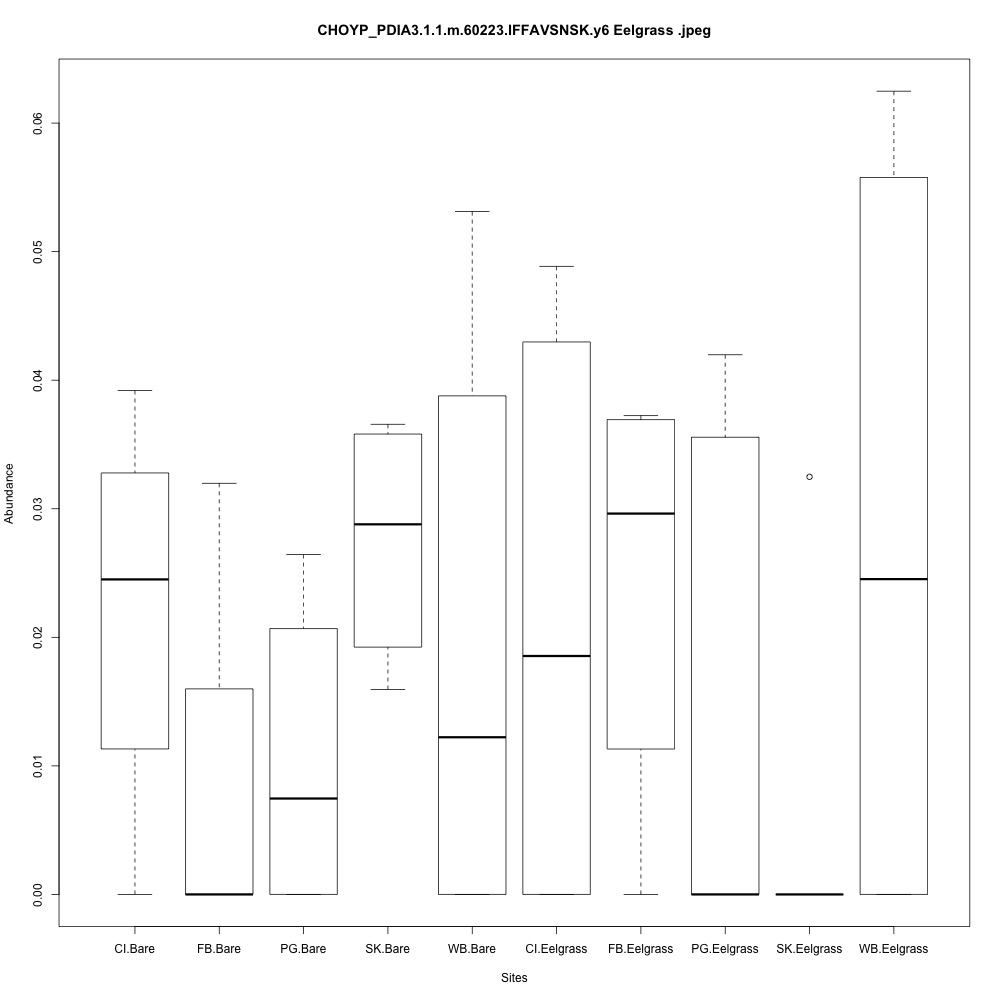 CHOYP_PDIA3.1.1.m.60223.IFFAVSNSK.y6 Eelgrass .jpeg
0.06
0.05
0.04
0.03
0.02
0.01
0.00
Abundance
CI.Bare FB.Bare PG.Bare SK.Bare WB.Bare CI.Eelgrass FB.Eelgrass PG.Eelgrass SK.Eelgrass WB.Eelgrass
Sites